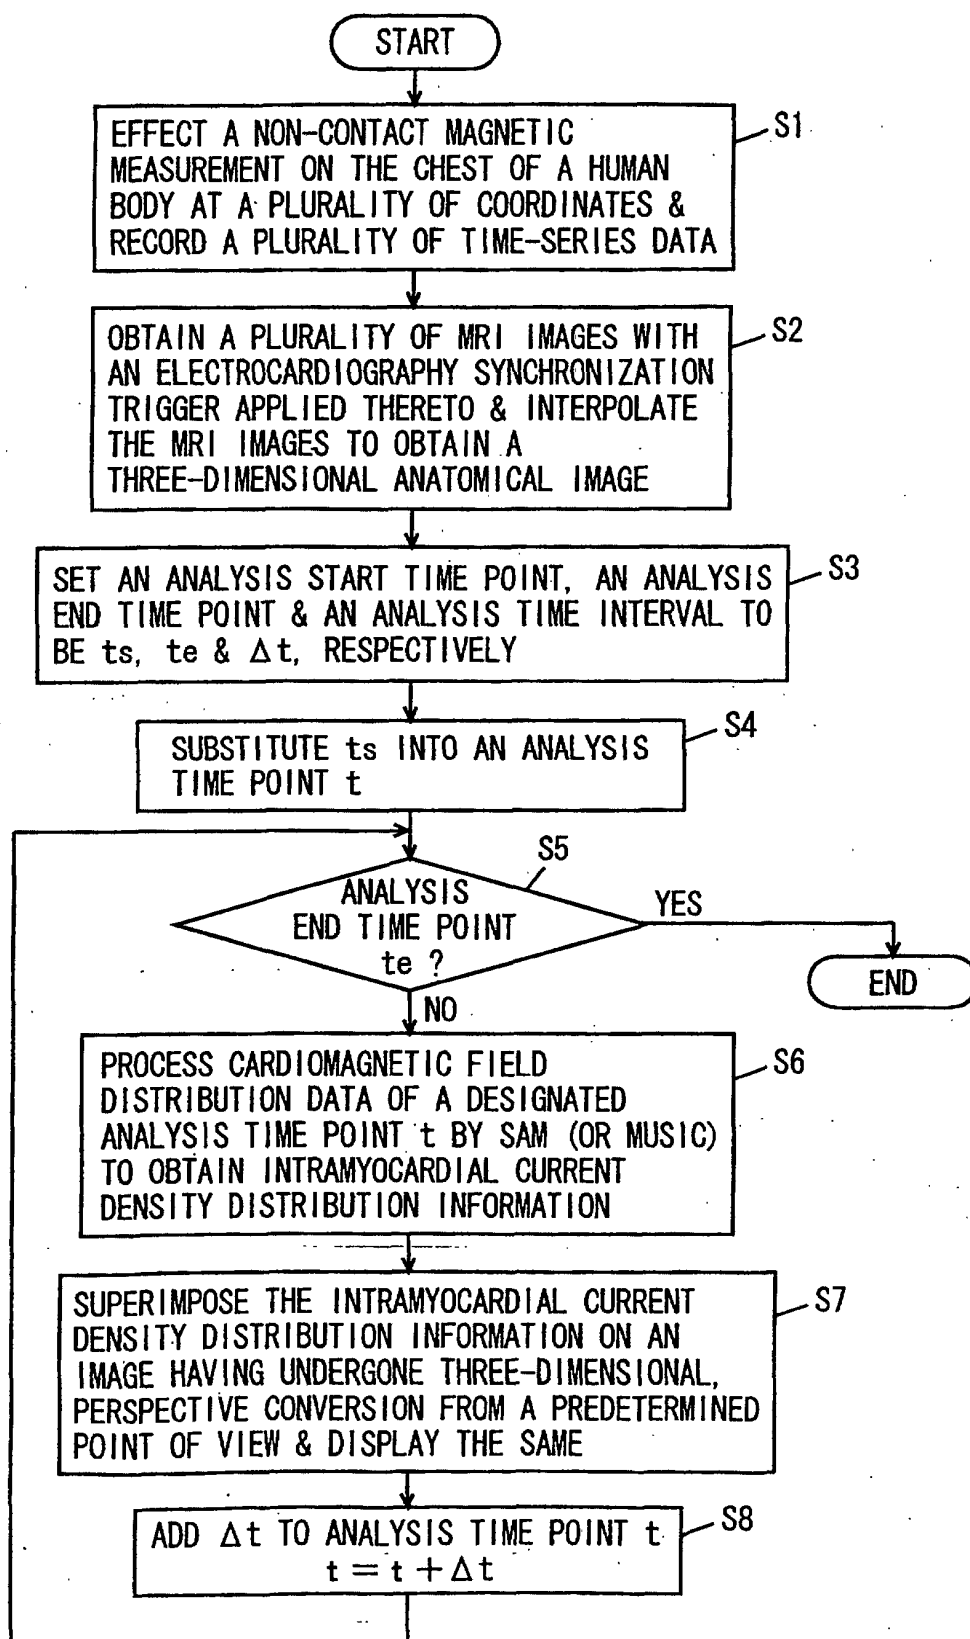 START
S1
EFFECT A NON-CONTACT MAGNETIC
MEASUREMENT ON THE CHEST OF A HUMAN
BODY AT A PLURALITY OF COORDINATES &
RECORD A PLURALITY OF TIME-SERIES DATA
S2
OBTAIN A PLURALITY OF MRI IMAGES WITH
AN ELECTROCARDIOGRAPHY SYNCHRONIZATION
TRIGGER APPLIED THERETO & INTERPOLATE
THE MRI IMAGES TO OBTAIN A
THREE-DIMENSIONAL ANATOMICAL IMAGE
S3
SET AN ANALYSIS START TIME POINT, AN ANALYSIS
END TIME POINT & AN ANALYSIS TIME INTERVAL TO
BE ts, te & Δt, RESPECTIVELY
S4
SUBSTITUTE ts INTO AN ANALYSIS
TIME POINT t
S5
ANALYSIS
END TIME POINT
te ?
YES
END
NO
S6
PROCESS CARDIOMAGNETIC FIELD
DISTRIBUTION DATA OF A DESIGNATED
ANALYSIS TIME POINT t BY SAM (OR MUSIC)
TO OBTAIN INTRAMYOCARDIAL CURRENT
DENSITY DISTRIBUTION INFORMATION
S7
SUPERIMPOSE THE INTRAMYOCARDIAL CURRENT
DENSITY DISTRIBUTION INFORMATION ON AN
IMAGE HAVING UNDERGONE THREE-DIMENSIONAL,
PERSPECTIVE CONVERSION FROM A PREDETERMINED
POINT OF VIEW & DISPLAY THE SAME
S8
ADD Δt TO ANALYSIS TIME POINT t
t = t + Δt